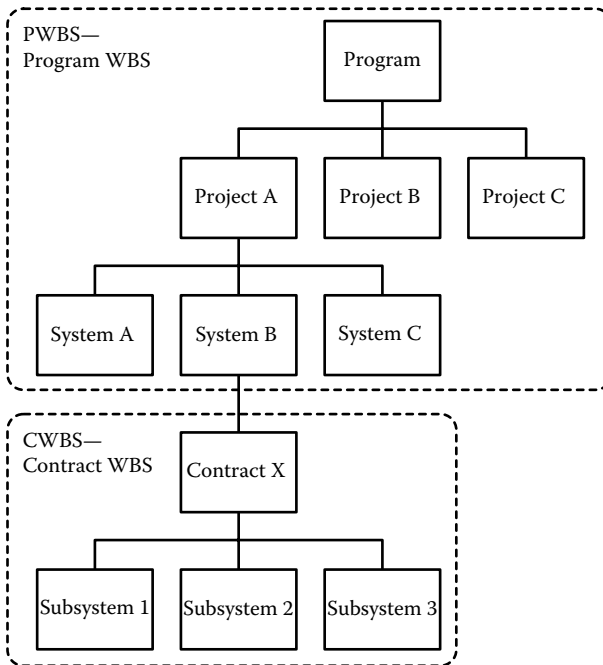 PWBS—
Program WBS
Program
Project A
Project B
Project C
System A
System B
System C
CWBS—
Contract WBS
Contract X
Subsystem 1
Subsystem 2
Subsystem 3